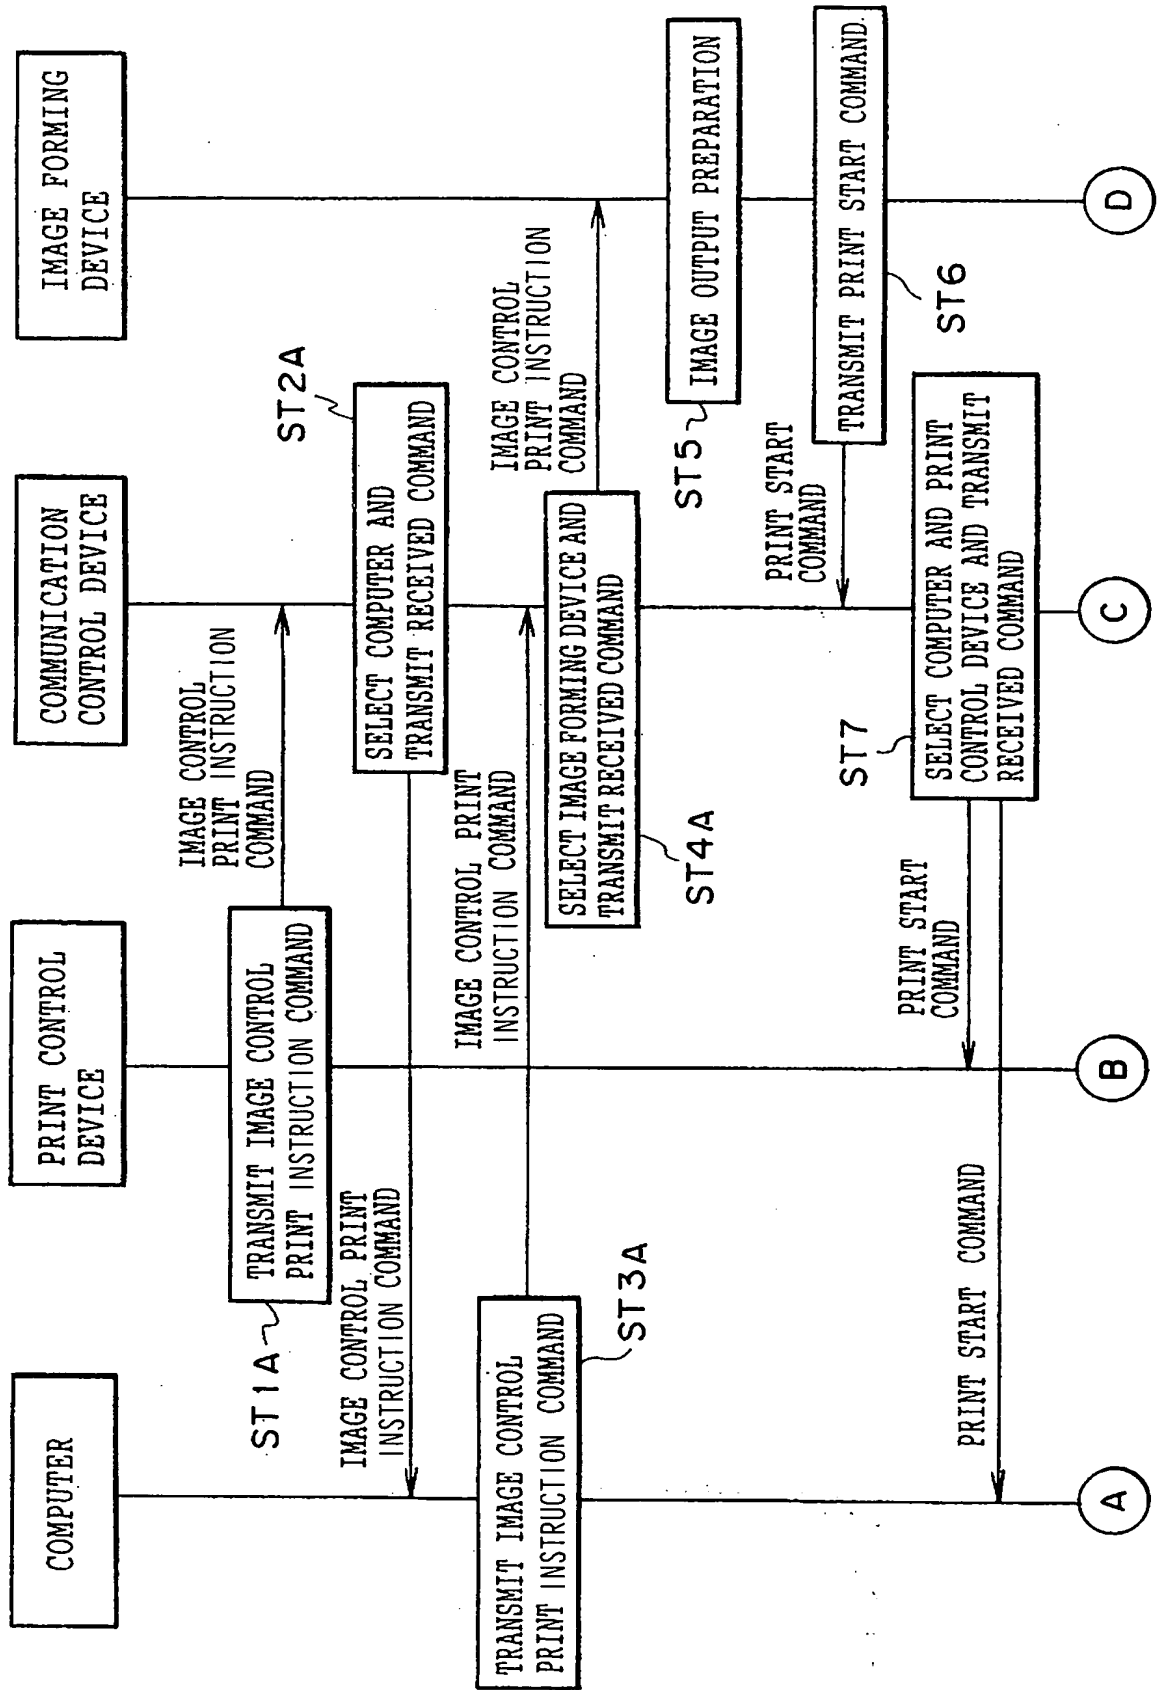 COMPUTER
PRINT CONTROL
DEVICE
COMMUNICATION
CONTROL DEVICE
IMAGE FORMING
DEVICE
ST1A
TRANSMIT IMAGE CONTROL
PRINT INSTRUCTION COMMAND
IMAGE CONTROL
PRINT INSTRUCTION
COMMAND
ST2A
SELECT COMPUTER AND
TRANSMIT RECEIVED COMMAND
IMAGE CONTROL PRINT
INSTRUCTION COMMAND
TRANSMIT IMAGE CONTROL
PRINT INSTRUCTION COMMAND
ST3A
IMAGE CONTROL PRINT
INSTRUCTION COMMAND
SELECT IMAGE FORMING DEVICE AND
TRANSMIT RECEIVED COMMAND
ST4A
IMAGE CONTROL
PRINT INSTRUCTION
COMMAND
ST5
IMAGE OUTPUT PREPARATION
TRANSMIT PRINT START COMMAND
ST6
PRINT START
COMMAND
ST7
SELECT COMPUTER AND PRINT
CONTROL DEVICE AND TRANSMIT
RECEIVED COMMAND
PRINT START
COMMAND
PRINT START COMMAND
A
B
C
D